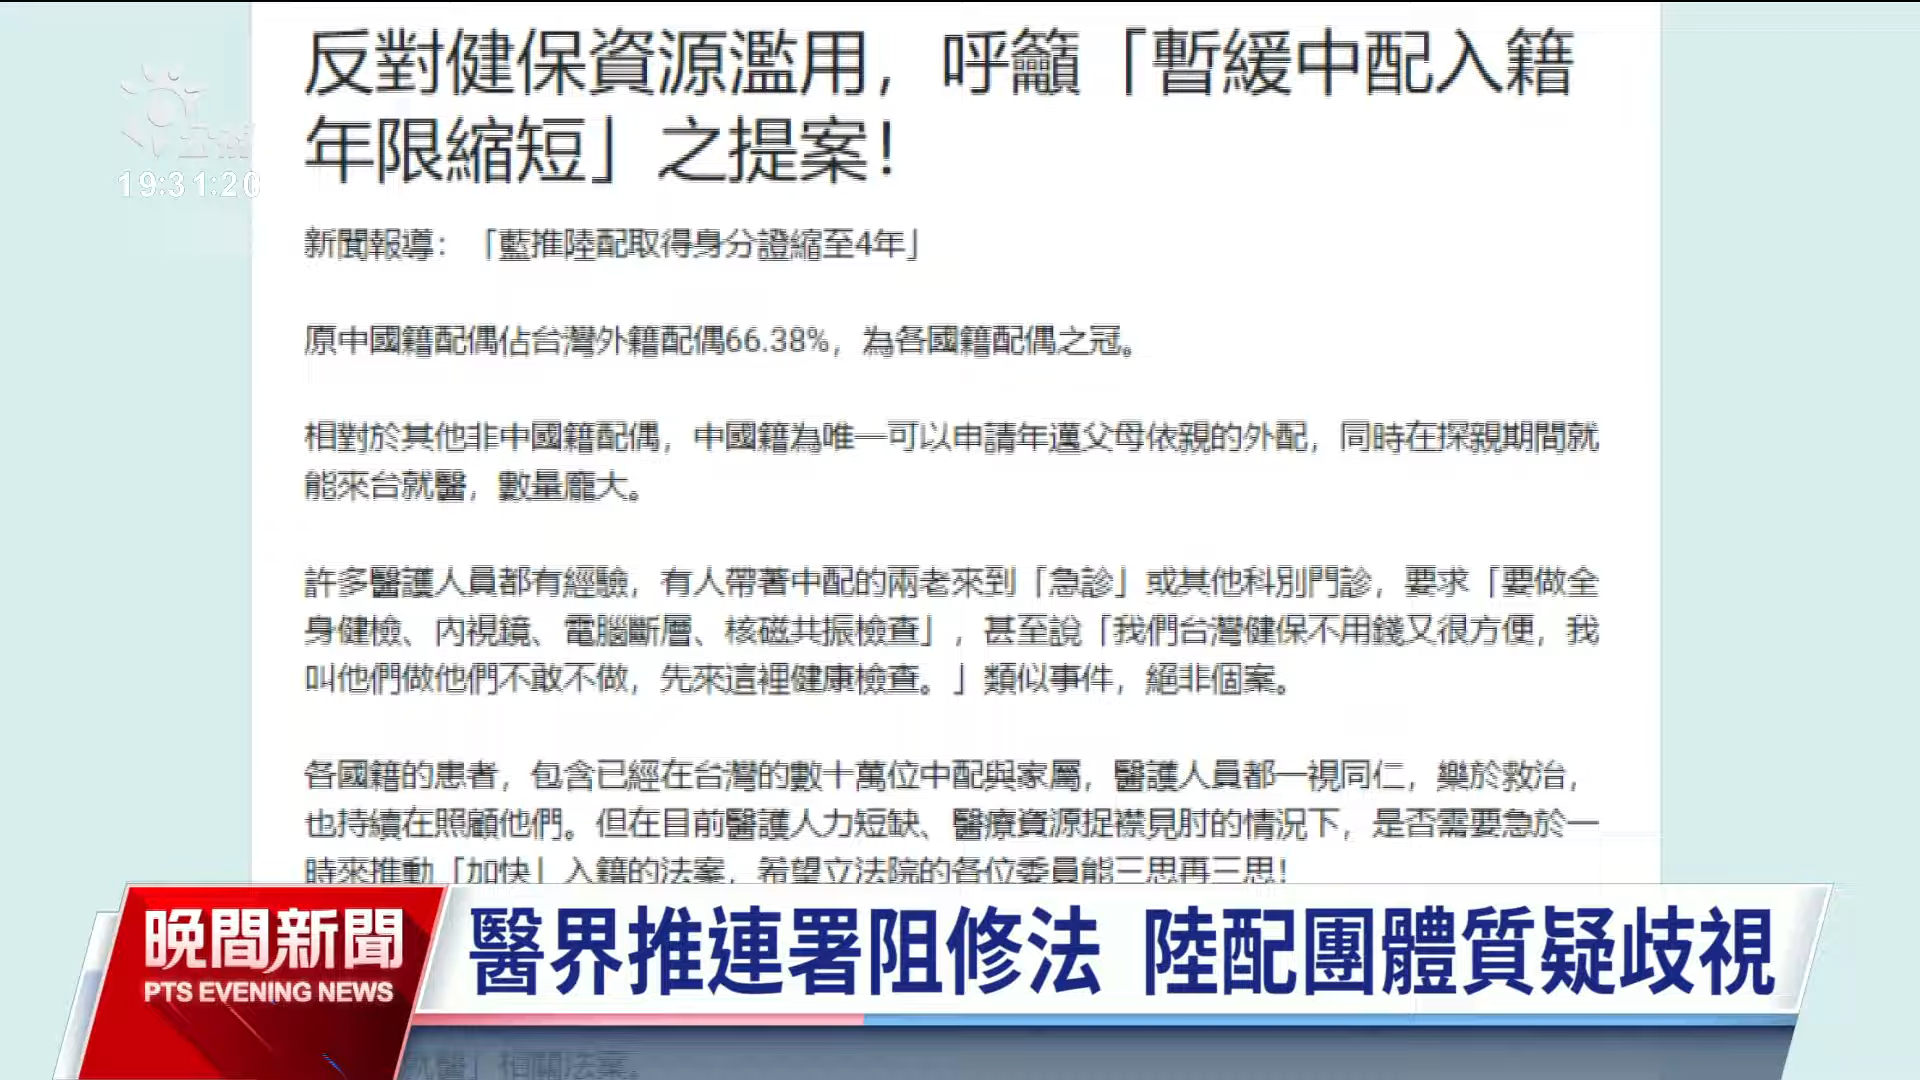 反對健保資源濫用，呼籲「暫緩中配入籍
年限縮短」之提案！
公視
19:31:20
新聞報導：「藍推陸配取得身分證縮至4年」
原中國籍配偶佔台灣外籍配偶66.38%，為各國籍配偶之冠。
相對於其他非中國籍配偶，中國籍為唯一可以申請年邁父母依親的外配，同時在探親期間就
能來台就醫，數量龐大。
許多醫護人員都有經驗，有人帶著中配的兩老來到「急診」或其他科別門診，要求「要做全
身健檢、內視鏡、電腦斷層、核磁共振檢查」，甚至說「我們台灣健保不用錢又很方便，我
叫他們做他們不敢不做，先來這裡健康檢查。」類似事件，絕非個案。
各國籍的患者，包含已經在台灣的數十萬位中配與家屬，醫護人員都一視同仁，樂於救治，
也持續在照顧他們。但在目前醫護人力短缺、醫療資源捉襟見肘的情況下，是否需要急於一
時來推動「加快」入籍的法案，希望立法院的各位委員能三思再三思！
晚間新聞
PTS EVENING NEWS
醫界推連署阻修法 陸配團體質疑歧視
就醫」相關法案。